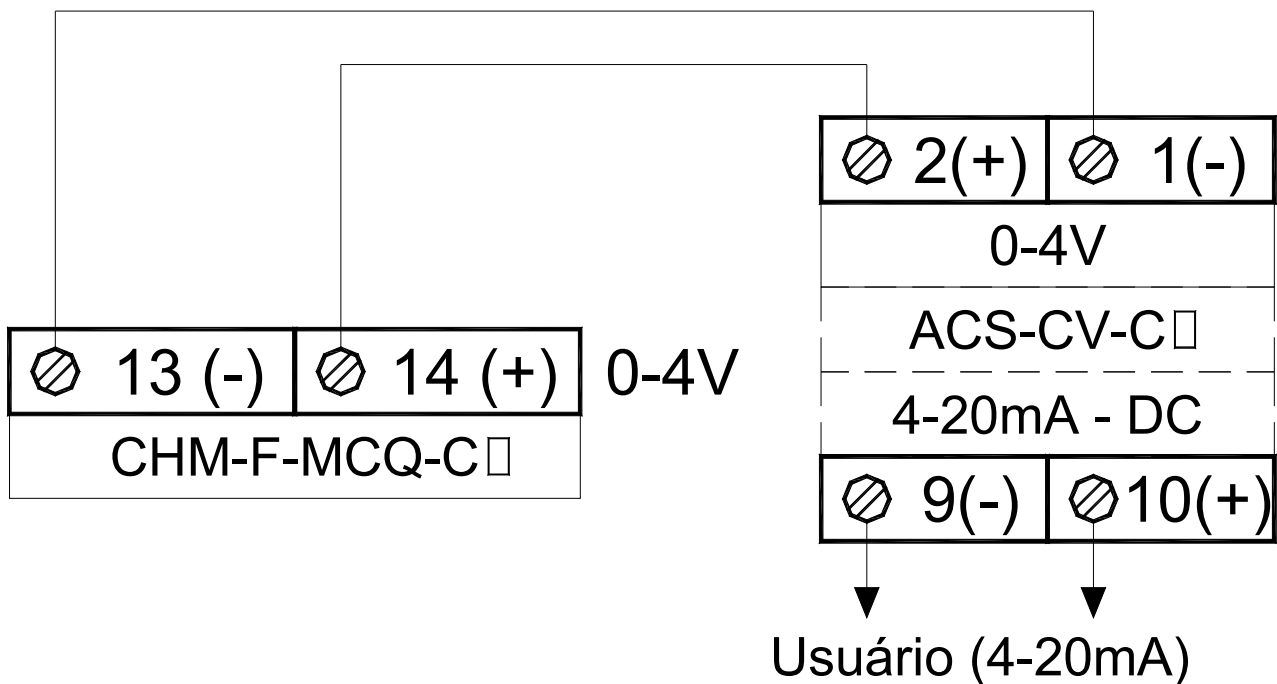 2(+) 1(-)
0-4V
ACS-CV-C▯
4-20mA - DC
9(-) 10(+)
Usuário (4-20mA)
13 (-) 14 (+) 0-4V
CHM-F-MCQ-C▯